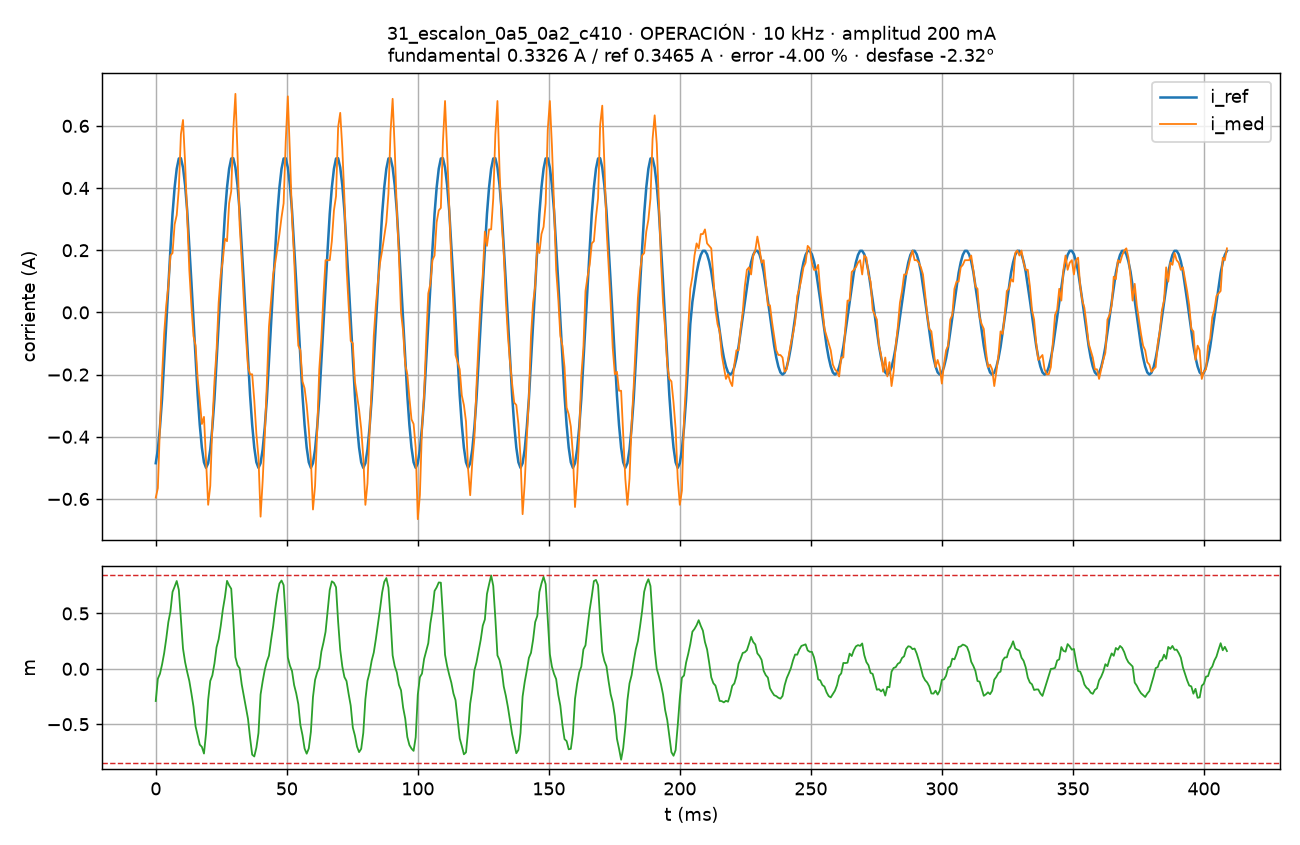 31_escalon_0a5_0a2_c410 · OPERACIÓN · 10 kHz · amplitud 200 mA
fundamental 0.3326 A / ref 0.3465 A · error -4.00 % · desfase -2.32°
i_ref
i_med
corriente (A)
0.6
0.4
0.2
0.0
−0.2
−0.4
−0.6
m
0.5
0.0
−0.5
0 50 100 150 200 250 300 350 400
t (ms)